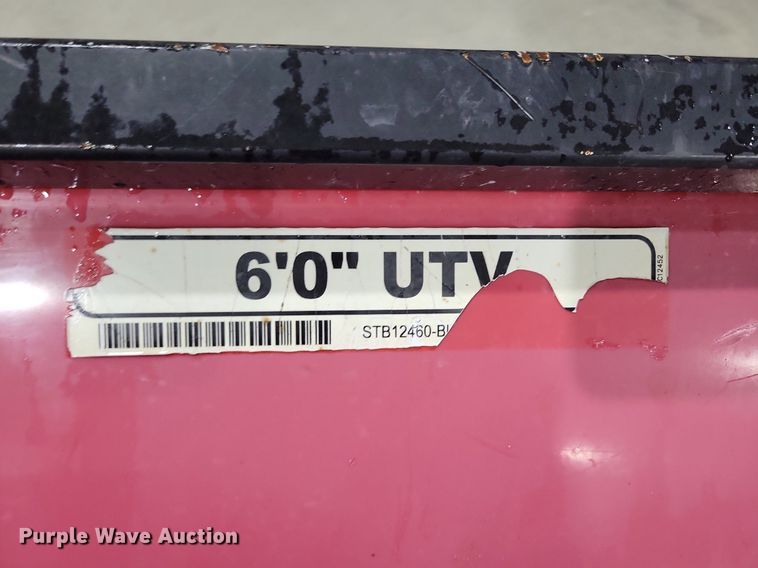 6'0" UTV
STB12460-BL
C12452
Purple Wave Auction